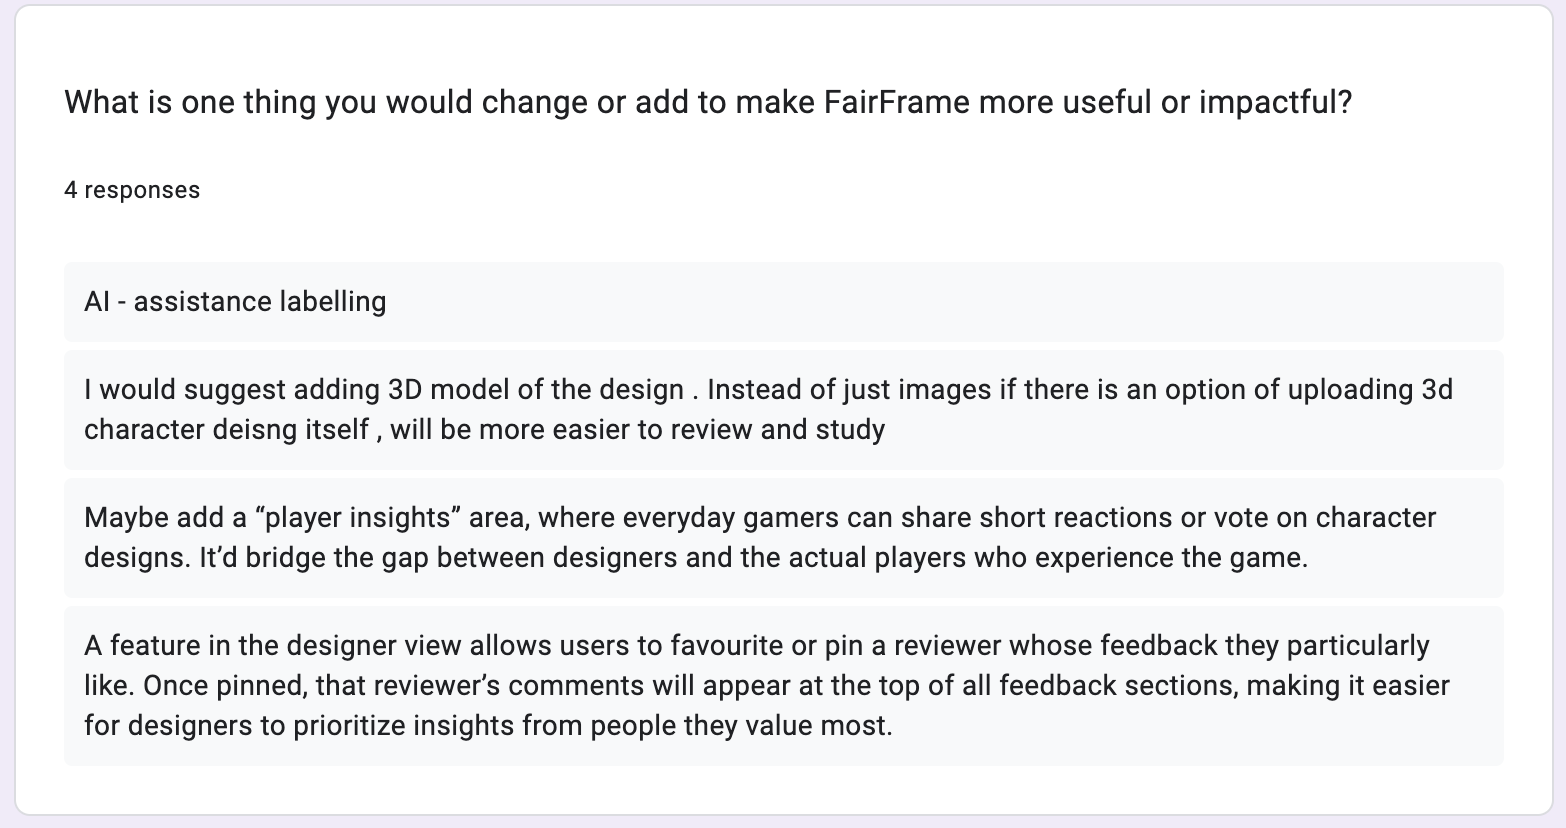 What is one thing you would change or add to make FairFrame more useful or impactful?
4 responses
AI - assistance labelling
I would suggest adding 3D model of the design . Instead of just images if there is an option of uploading 3d
character deisng itself , will be more easier to review and study
Maybe add a “player insights” area, where everyday gamers can share short reactions or vote on character
designs. It’d bridge the gap between designers and the actual players who experience the game.
A feature in the designer view allows users to favourite or pin a reviewer whose feedback they particularly
like. Once pinned, that reviewer’s comments will appear at the top of all feedback sections, making it easier
for designers to prioritize insights from people they value most.